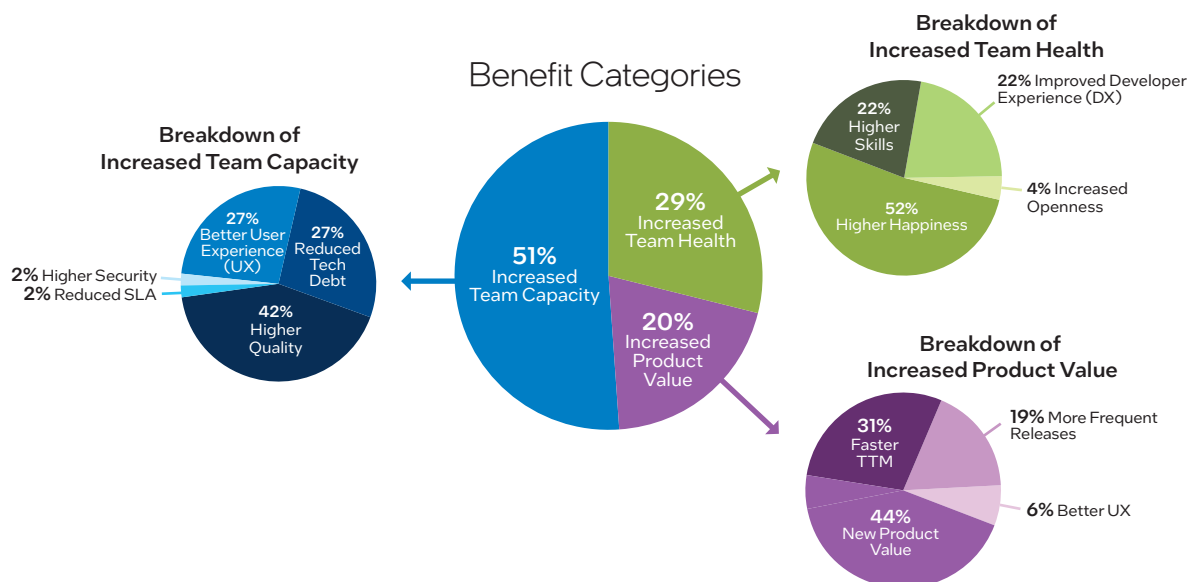 Benefit Categories
51%
Increased
Team Capacity
29%
Increased
Team Health
20%
Increased
Product
Value
Breakdown of
Increased Team Capacity
27%
Better User
Experience
(UX)
27%
Reduced
Tech
Debt
2% Higher Security
2% Reduced SLA
42%
Higher
Quality
Breakdown of
Increased Team Health
22%
Higher
Skills
22% Improved Developer
Experience (DX)
4% Increased
Openness
52%
Higher Happiness
Breakdown of
Increased Product Value
31%
Faster
TTM
19% More Frequent
Releases
6% Better UX
44%
New Product
Value